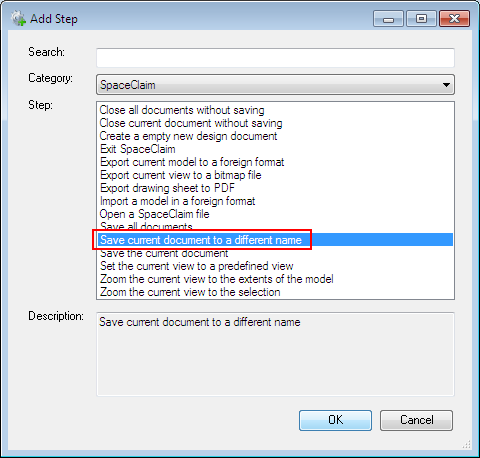 Add Step
Search:
Category:
SpaceClaim
Step:
Close all documents without saving
Close current document without saving
Create a empty new design document
Exit SpaceClaim
Export current model to a foreign format
Export current view to a bitmap file
Export drawing sheet to PDF
Import a model in a foreign format
Open a SpaceClaim file
Save all documents
Save current document to a different name
Save the current document
Set the current view to a predefined view
Zoom the current view to the extents of the model
Zoom the current view to the selection
Description:
Save current document to a different name
OK
Cancel